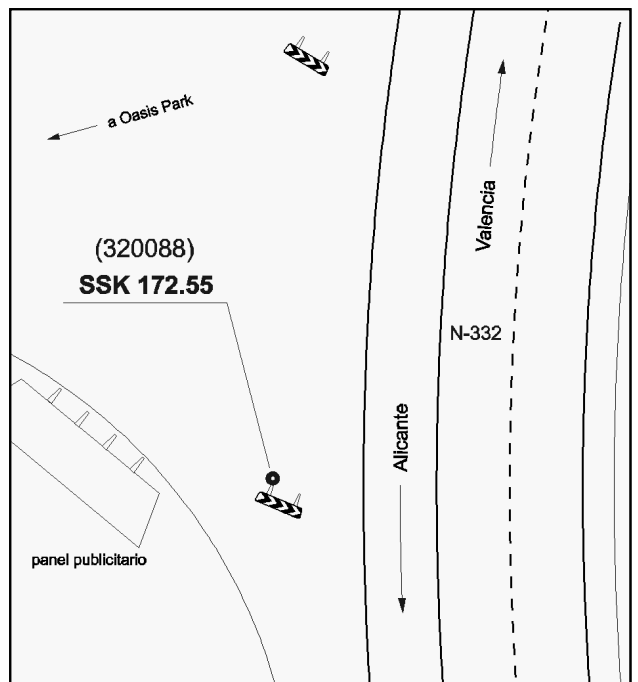 a Oasis Park
Valencia
(320088)
SSK 172.55
N-332
Alicante
panel publicitario